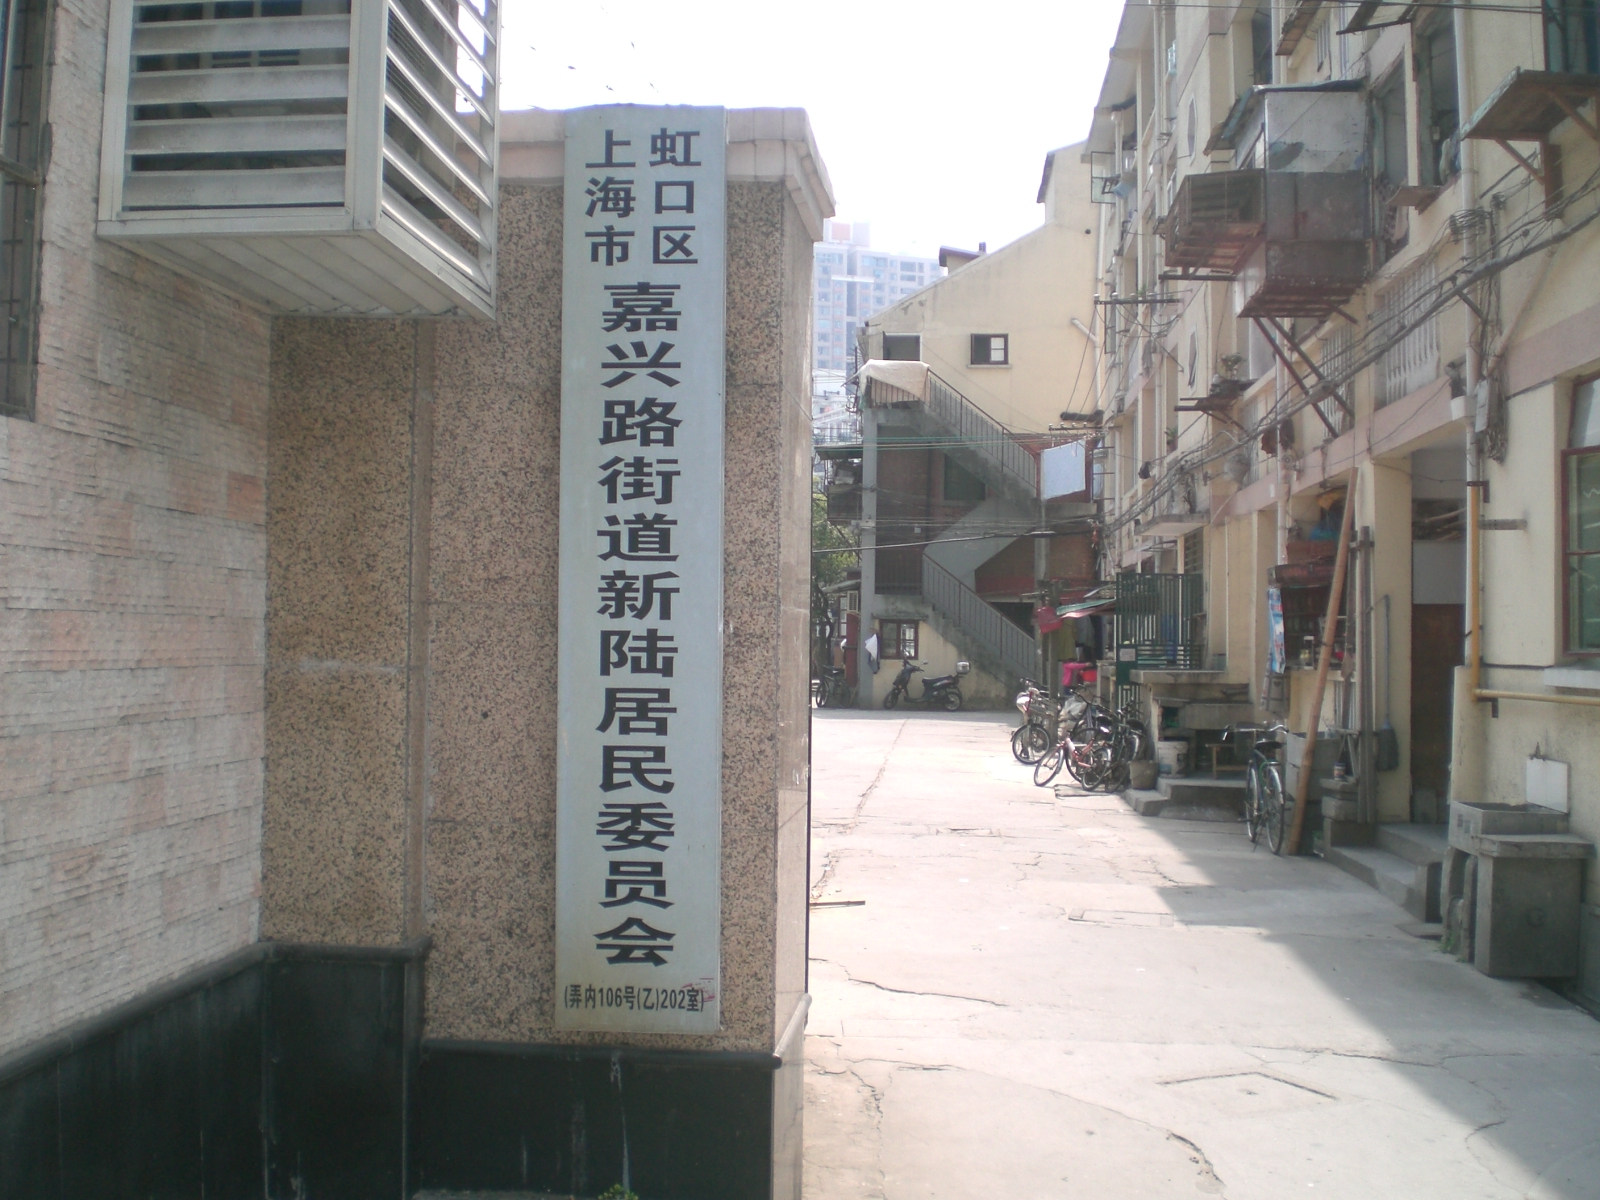 上海市
虹口区
嘉兴路街道新陆居民委员会
(弄内106号(乙)202室)